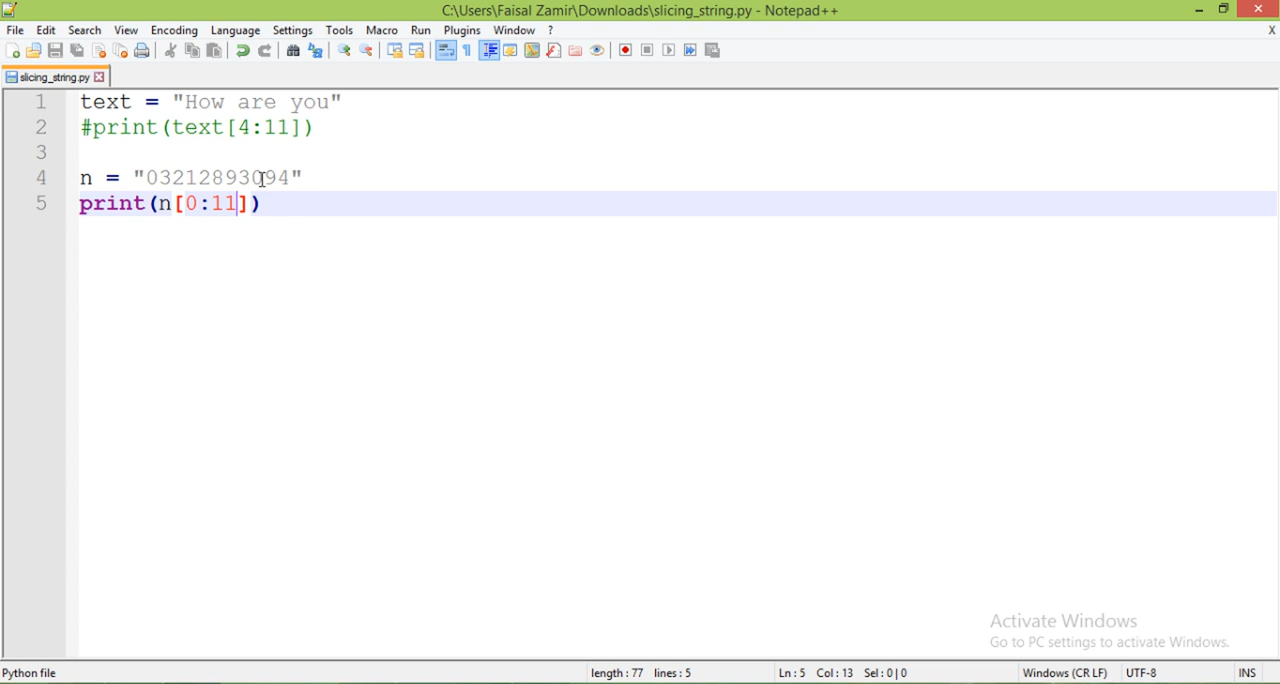 C:\Users\Faisal Zamir\Downloads\slicing_string.py - Notepad++
File Edit Search View Encoding Language Settings Tools Macro Run Plugins Window ? X
slicing_string.py
1 text = "How are you"
2 #print(text[4:11])
3
4 n = "03212893094"
5 print(n[0:11])
Activate Windows
Go to PC settings to activate Windows.
Python file length : 77 lines : 5 Ln : 5 Col : 13 Sel : 0 | 0 Windows (CR LF) UTF-8 INS